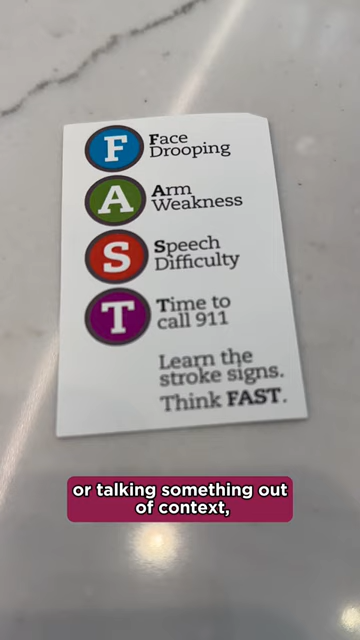 F Face
Drooping
A Arm
Weakness
S Speech
Difficulty
T Time to
call 911
Learn the
stroke signs.
Think FAST.
or talking something out
of context,